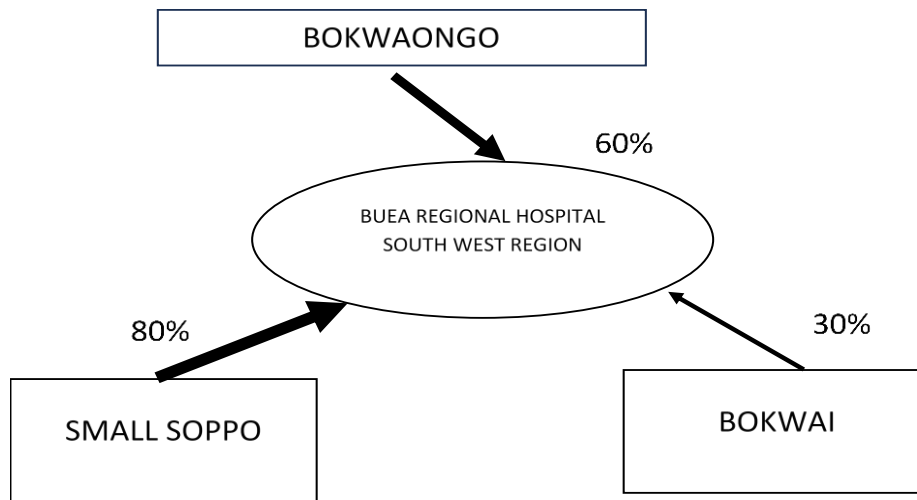 BOKWAONGO
60%
BUEA REGIONAL HOSPITAL
SOUTH WEST REGION
80%
30%
SMALL SOPPO
BOKWAI